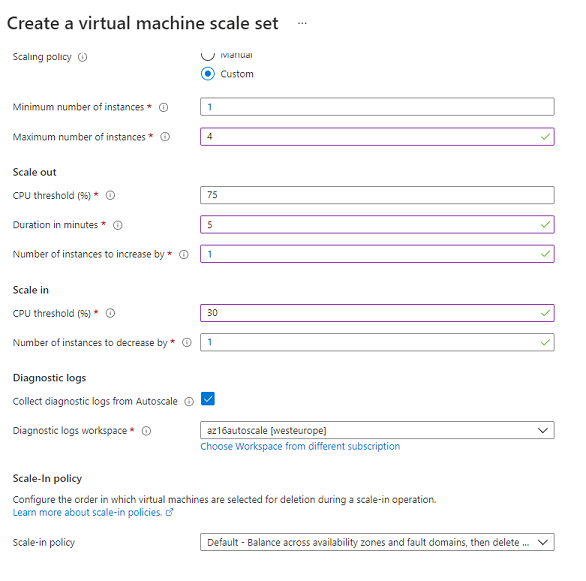 Create a virtual machine scale set ...
Scaling policy
Manual
Custom
Minimum number of instances * 1
Maximum number of instances * 4
Scale out
CPU threshold (%) * 75
Duration in minutes * 5
Number of instances to increase by * 1
Scale in
CPU threshold (%) * 30
Number of instances to decrease by * 1
Diagnostic logs
Collect diagnostic logs from Autoscale
Diagnostic logs workspace * az16autoscale [westeurope]
Choose Workspace from different subscription
Scale-In policy
Configure the order in which virtual machines are selected for deletion during a scale-in operation.
Learn more about scale-in policies.
Scale-in policy Default - Balance across availability zones and fault domains, then delete ...